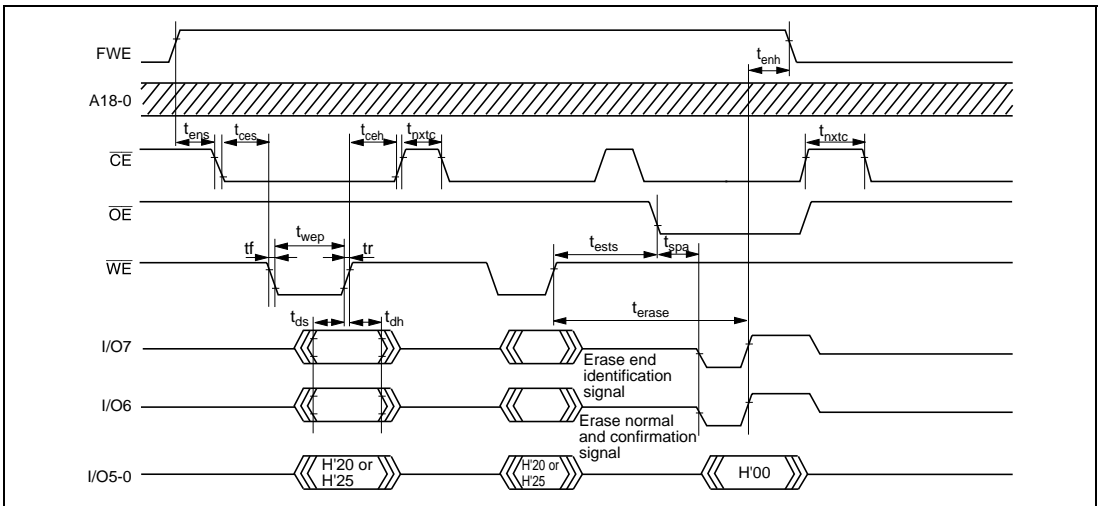 FWE
t_enh
A18-0
t_ens t_ces t_ceh t_nxtc t_nxtc
CE
OE
t_wep
tf tr t_ests t_spa
WE
t_ds t_dh t_erase
I/O7
Erase end
identification
signal
I/O6
Erase normal
and confirmation
signal
I/O5-0
H'20 or
H'25
H'20 or
H'25
H'00